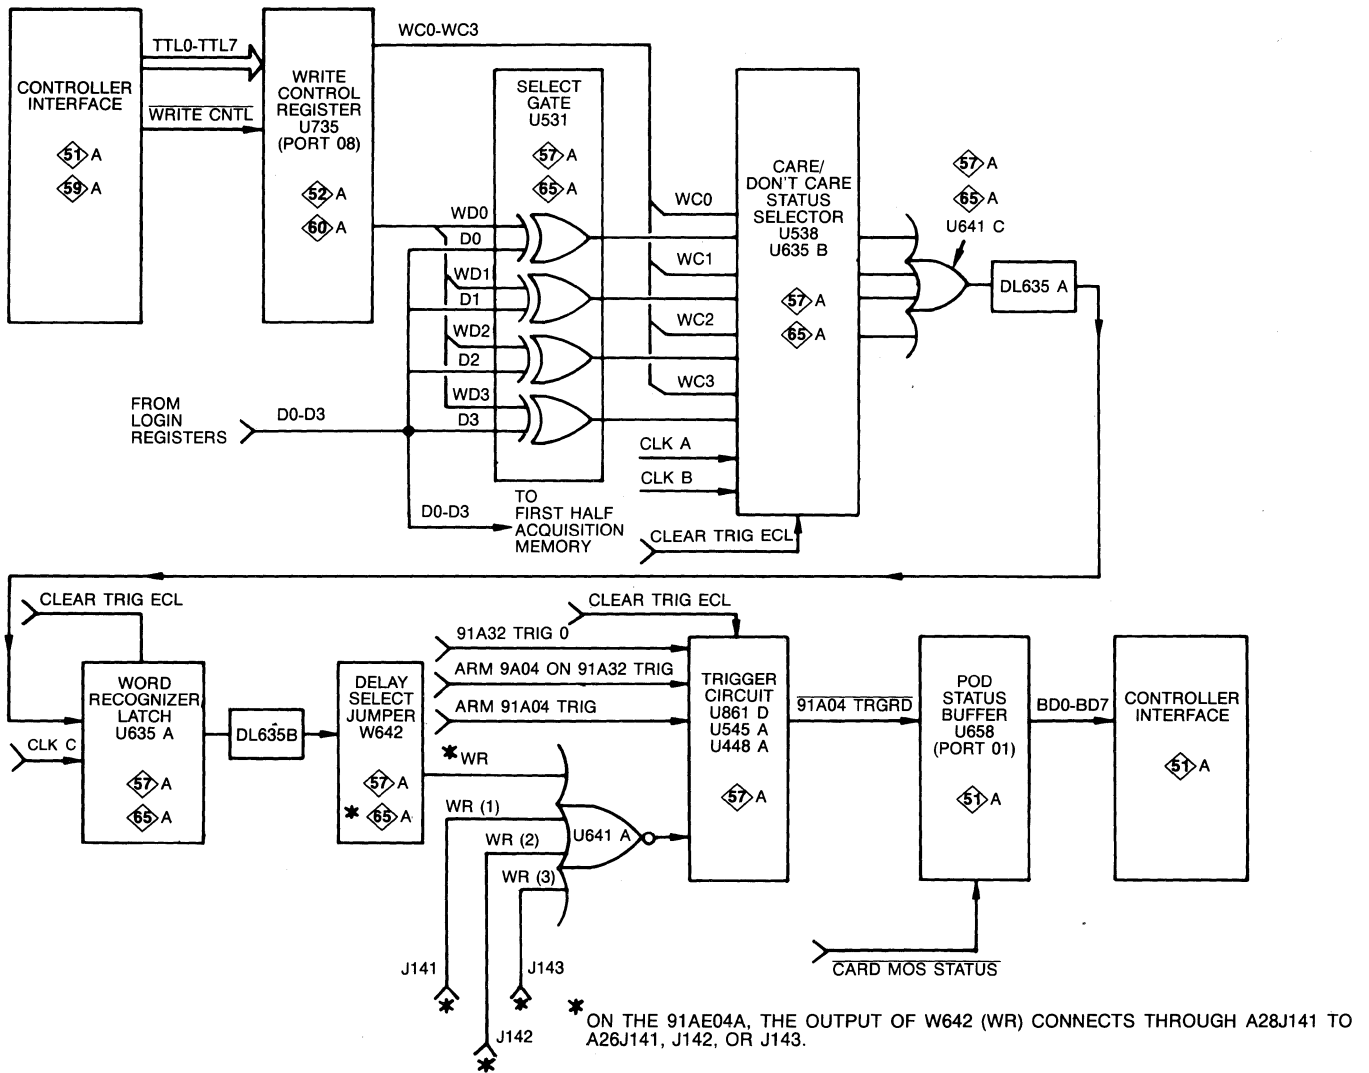 CONTROLLER
INTERFACE
51 A
59 A
TTL0-TTL7
WRITE CNTL
WRITE
CONTROL
REGISTER
U735
(PORT 08)
52 A
60 A
WC0-WC3
SELECT
GATE
U531
57 A
65 A
WD0
D0
WD1
D1
WD2
D2
WD3
D3
WC0
WC1
WC2
WC3
CLK A
CLK B
CARE/
DON'T CARE
STATUS
SELECTOR
U538
U635 B
57 A
65 A
57 A
65 A
U641 C
DL635 A
FROM
LOGIN
REGISTERS
D0-D3
D0-D3
TO
FIRST HALF
ACQUISITION
MEMORY
CLEAR TRIG ECL
CLEAR TRIG ECL
WORD
RECOGNIZER
LATCH
U635 A
57 A
65 A
CLK C
DL635B
DELAY
SELECT
JUMPER
W642
57 A
* 65 A
CLEAR TRIG ECL
91A32 TRIG 0
ARM 9A04 ON 91A32 TRIG
ARM 91A04 TRIG
* WR
WR (1)
WR (2)
WR (3)
U641 A
J141
*
J142
*
J143
*
TRIGGER
CIRCUIT
U861 D
U545 A
U448 A
57 A
91A04 TRGRD
POD
STATUS
BUFFER
U658
(PORT 01)
51 A
BD0-BD7
CONTROLLER
INTERFACE
51 A
CARD MOS STATUS
* ON THE 91AE04A, THE OUTPUT OF W642 (WR) CONNECTS THROUGH A28J141 TO
A26J141, J142, OR J143.